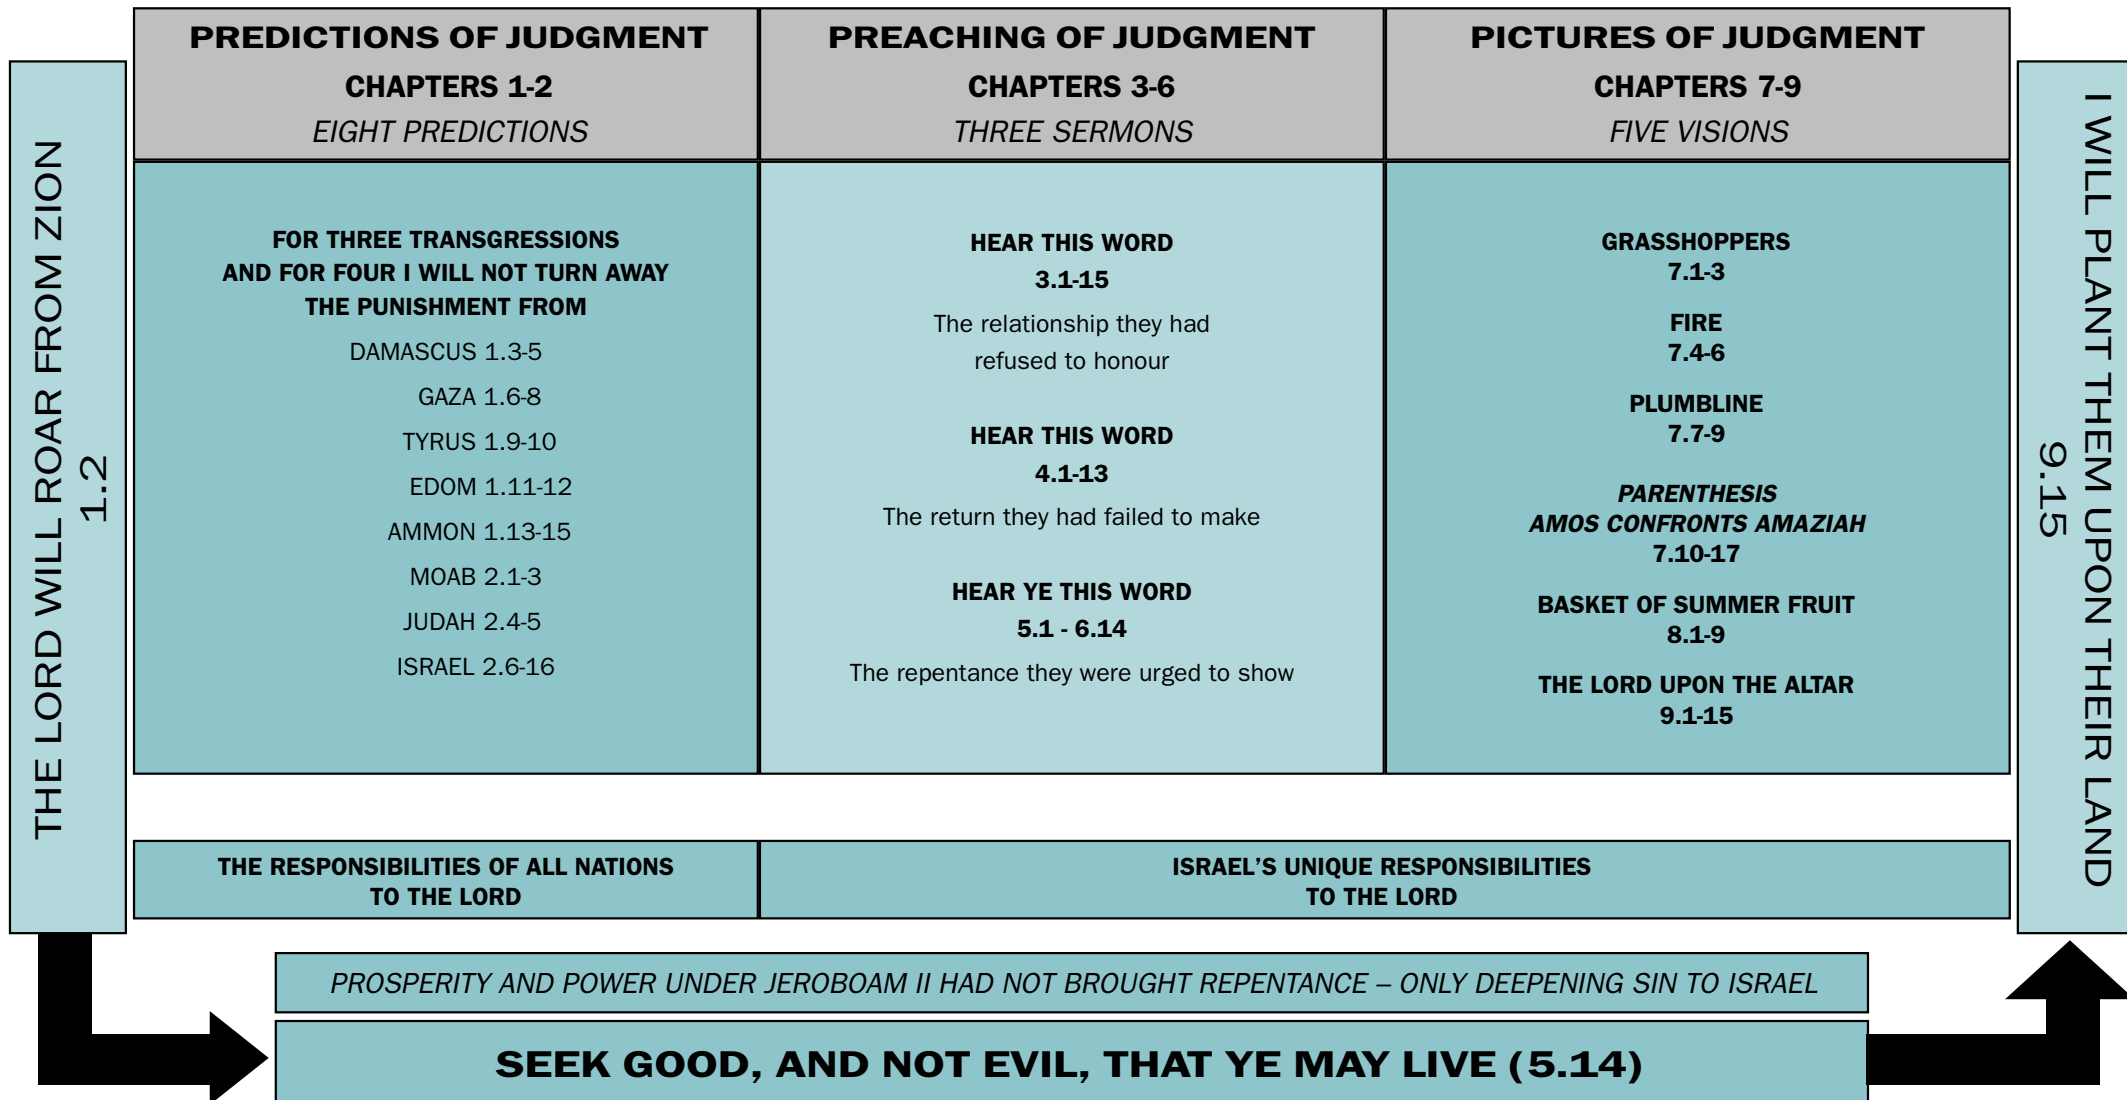 THE LORD WILL ROAR FROM ZION
1.2
PREDICTIONS OF JUDGMENT
CHAPTERS 1-2
EIGHT PREDICTIONS
FOR THREE TRANSGRESSIONS
AND FOR FOUR I WILL NOT TURN AWAY
THE PUNISHMENT FROM
DAMASCUS 1.3-5
GAZA 1.6-8
TYRUS 1.9-10
EDOM 1.11-12
AMMON 1.13-15
MOAB 2.1-3
JUDAH 2.4-5
ISRAEL 2.6-16
PREACHING OF JUDGMENT
CHAPTERS 3-6
THREE SERMONS
HEAR THIS WORD
3.1-15
The relationship they had
refused to honour
HEAR THIS WORD
4.1-13
The return they had failed to make
HEAR YE THIS WORD
5.1 - 6.14
The repentance they were urged to show
PICTURES OF JUDGMENT
CHAPTERS 7-9
FIVE VISIONS
GRASSHOPPERS
7.1-3
FIRE
7.4-6
PLUMBLINE
7.7-9
PARENTHESIS
AMOS CONFRONTS AMAZIAH
7.10-17
BASKET OF SUMMER FRUIT
8.1-9
THE LORD UPON THE ALTAR
9.1-15
I WILL PLANT THEM UPON THEIR LAND
9.15
THE RESPONSIBILITIES OF ALL NATIONS
TO THE LORD
ISRAEL'S UNIQUE RESPONSIBILITIES
TO THE LORD
PROSPERITY AND POWER UNDER JEROBOAM II HAD NOT BROUGHT REPENTANCE – ONLY DEEPENING SIN TO ISRAEL
SEEK GOOD, AND NOT EVIL, THAT YE MAY LIVE (5.14)